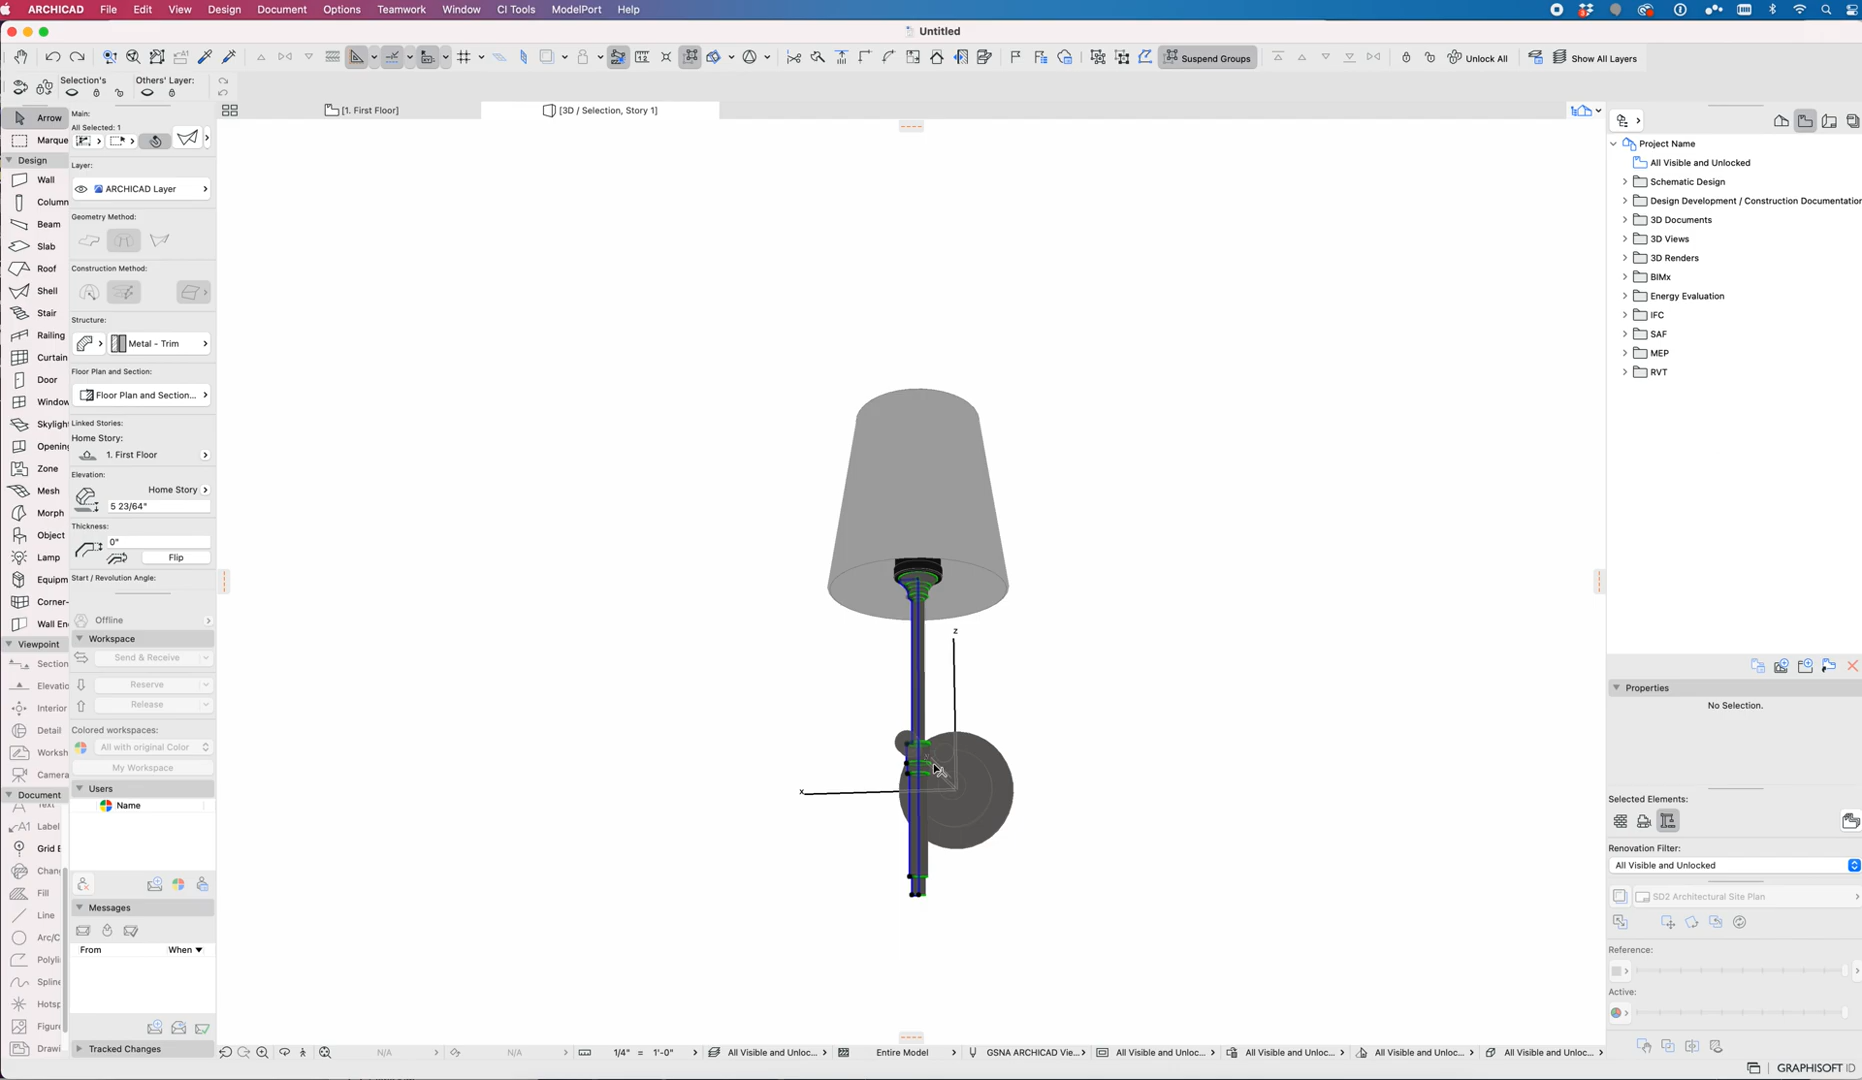 ARCHICAD File Edit View Design Document Options Teamwork Window CI Tools ModelPort Help
Untitled
Suspend Groups
Unlock All
Show All Layers
Selection's
Others' Layer:
[1. First Floor]
[3D / Selection, Story 1]
Arrow
Marque
Design
Wall
Column
Beam
Slab
Roof
Shell
Stair
Railing
Curtain
Door
Window
Skylight
Opening
Zone
Mesh
Morph
Object
Lamp
Equipm
Corner-
Wall En
Viewpoint
Section
Elevatio
Interior
Detail
Worksh
Camera
Document
Text
Label
Grid E
Chang
Fill
Line
Arc/C
Polyli
Spline
Hots
Figure
Drawi
Main:
All Selected: 1
Layer:
ARCHICAD Layer
Geometry Method:
Construction Method:
Structure:
Metal - Trim
Floor Plan and Section:
Floor Plan and Section...
Linked Stories:
Home Story:
1. First Floor
Elevation:
Home Story
5 23/64"
Thickness:
0"
Flip
Start / Revolution Angle:
Offline
Workspace
Send & Receive
Reserve
Release
Colored workspaces:
All with original Color
My Workspace
Users
Name
Messages
From When
Tracked Changes
z
x
N/A
N/A
1/4" = 1'-0"
All Visible and Unloc...
Entire Model
GSNA ARCHICAD Vie...
All Visible and Unloc...
All Visible and Unloc...
All Visible and Unloc...
All Visible and Unloc...
Project Name
All Visible and Unlocked
Schematic Design
Design Development / Construction Documentation
3D Documents
3D Views
3D Renders
BIMx
Energy Evaluation
IFC
SAF
MEP
RVT
Properties
No Selection.
Selected Elements:
Renovation Filter:
All Visible and Unlocked
SD2 Architectural Site Plan
Reference:
Active:
GRAPHISOFT ID